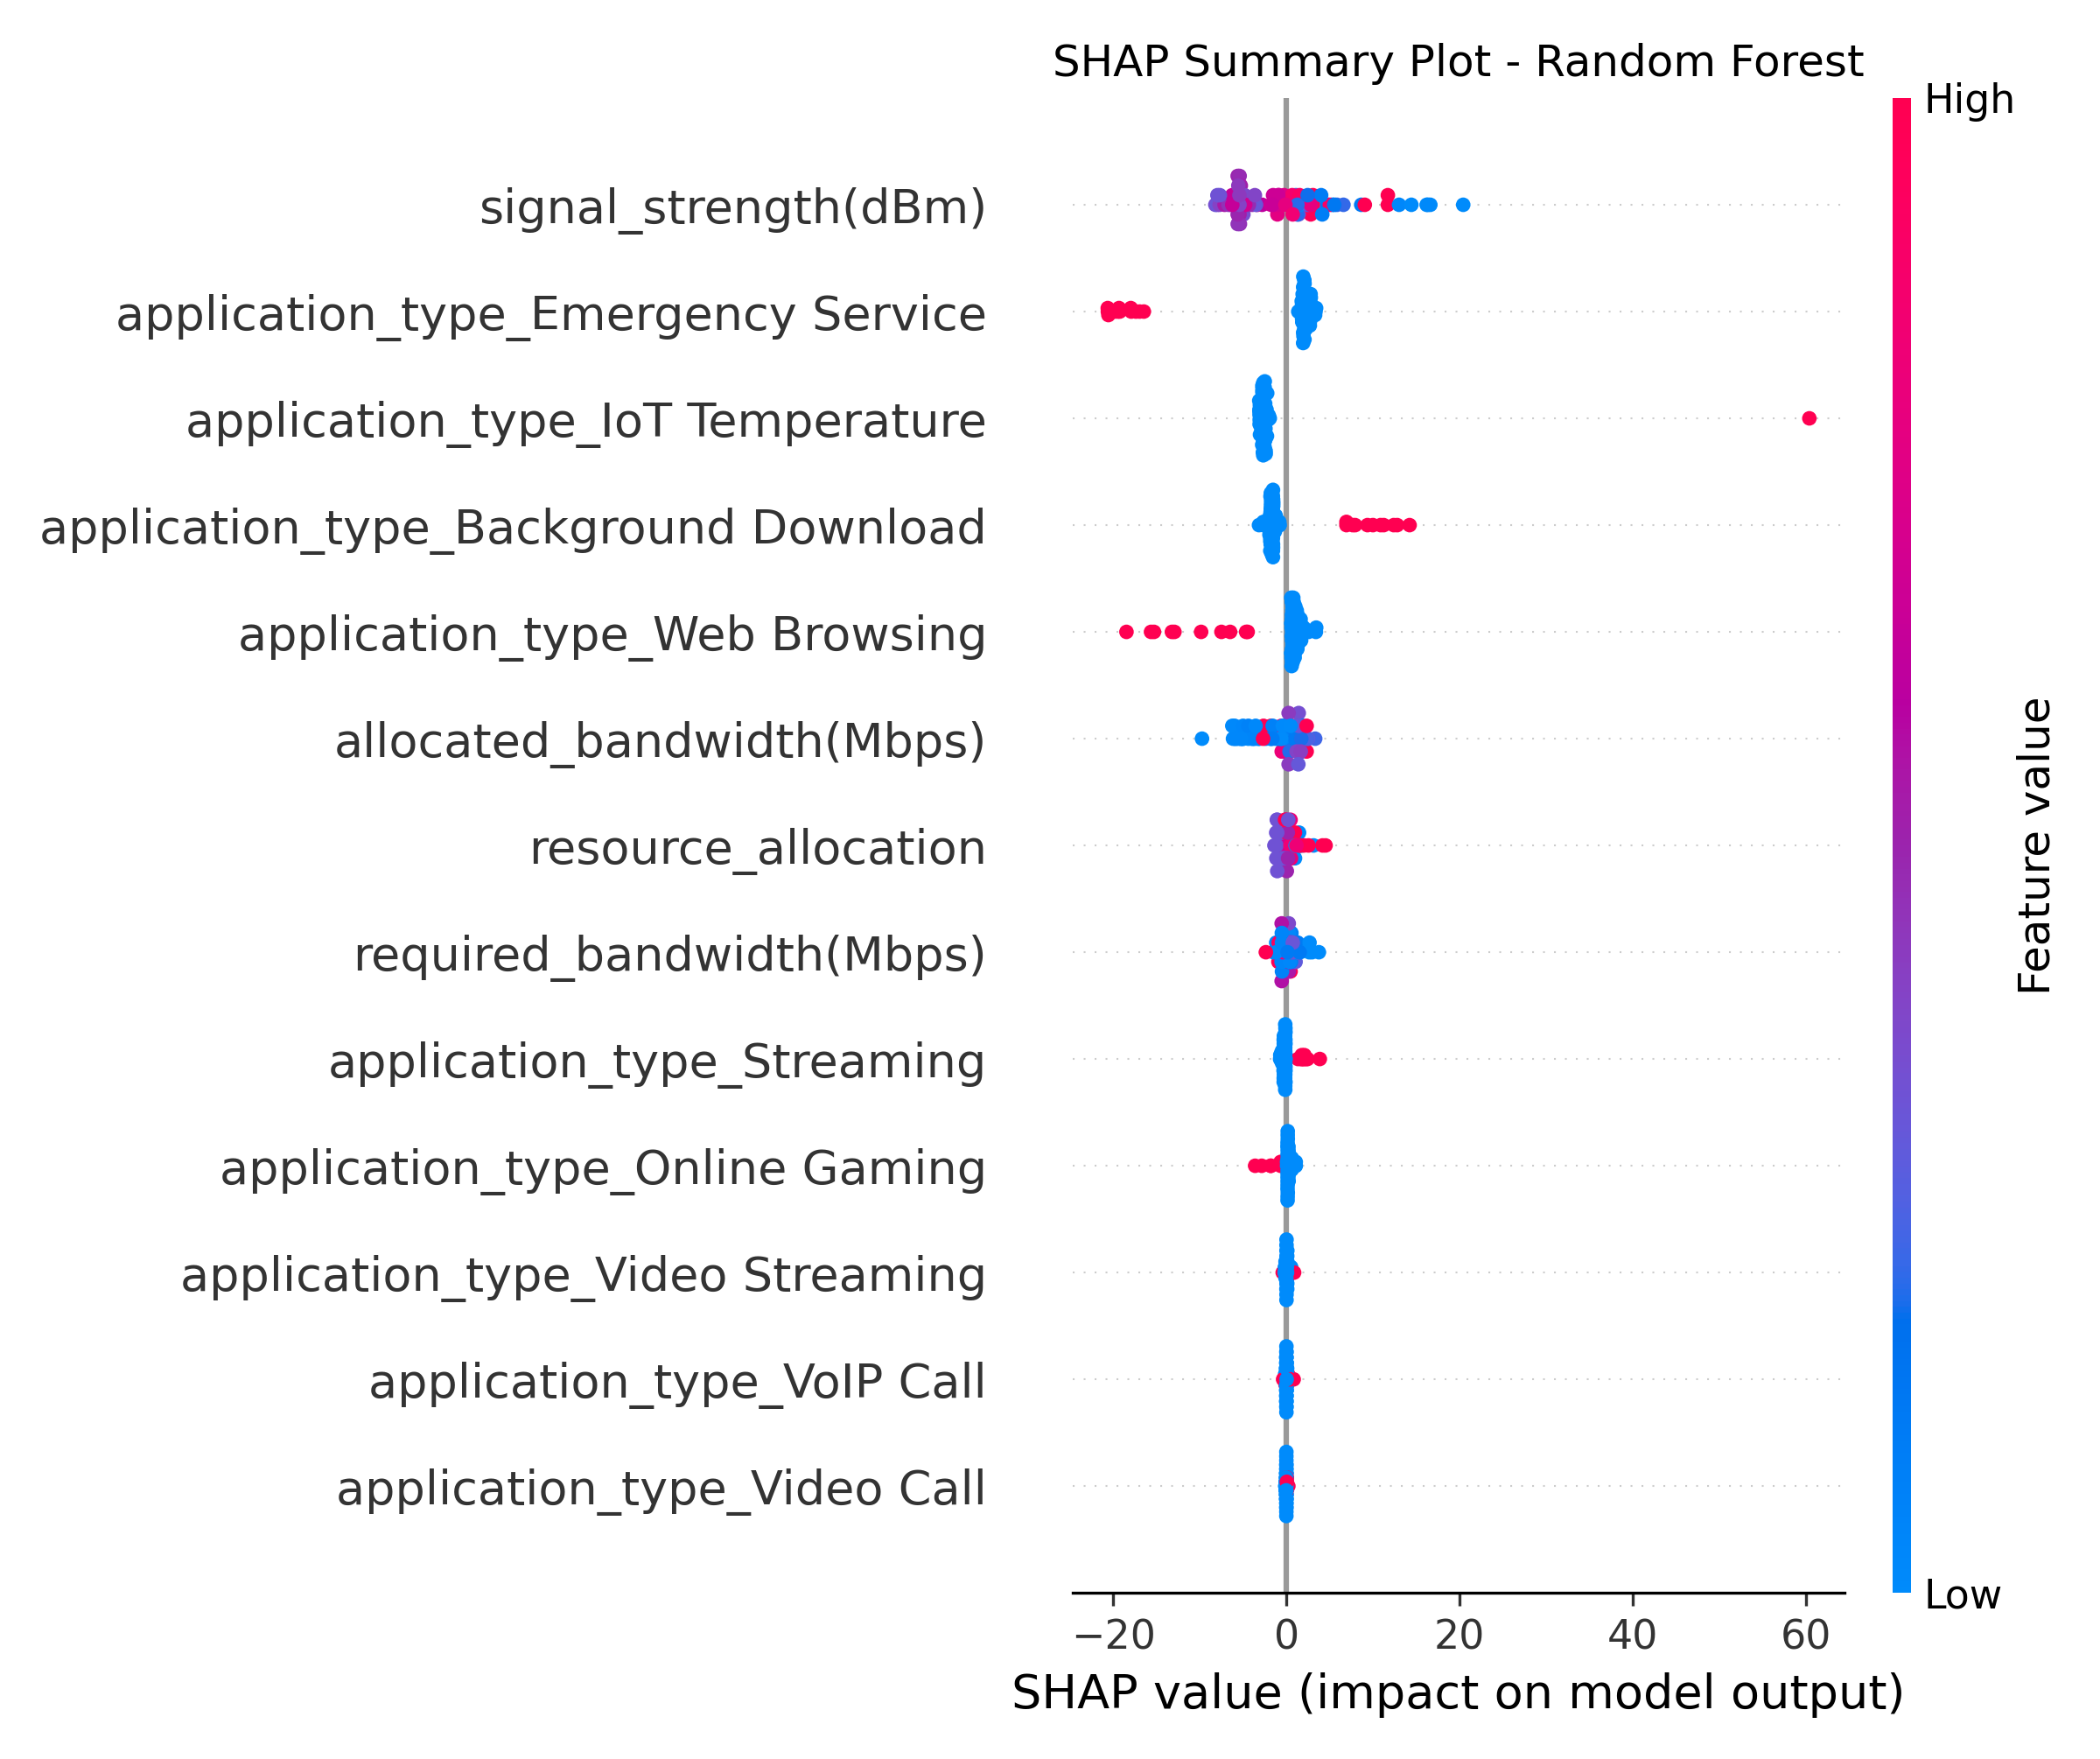 SHAP Summary Plot - Random Forest
High
signal_strength(dBm)
application_type_Emergency Service
application_type_IoT Temperature
application_type_Background Download
application_type_Web Browsing
allocated_bandwidth(Mbps)
resource_allocation
required_bandwidth(Mbps)
application_type_Streaming
application_type_Online Gaming
application_type_Video Streaming
application_type_VoIP Call
application_type_Video Call
Feature value
Low
−20 0 20 40 60
SHAP value (impact on model output)